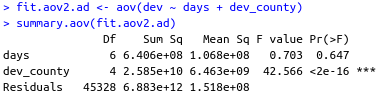 > fit.aov2.ad <- aov(dev ~ days + dev_county)
> summary.aov(fit.aov2.ad)
Df Sum Sq Mean Sq F value Pr(>F)
days 6 6.406e+08 1.068e+08 0.703 0.647
dev_county 4 2.585e+10 6.463e+09 42.566 <2e-16 ***
Residuals 45328 6.883e+12 1.518e+08